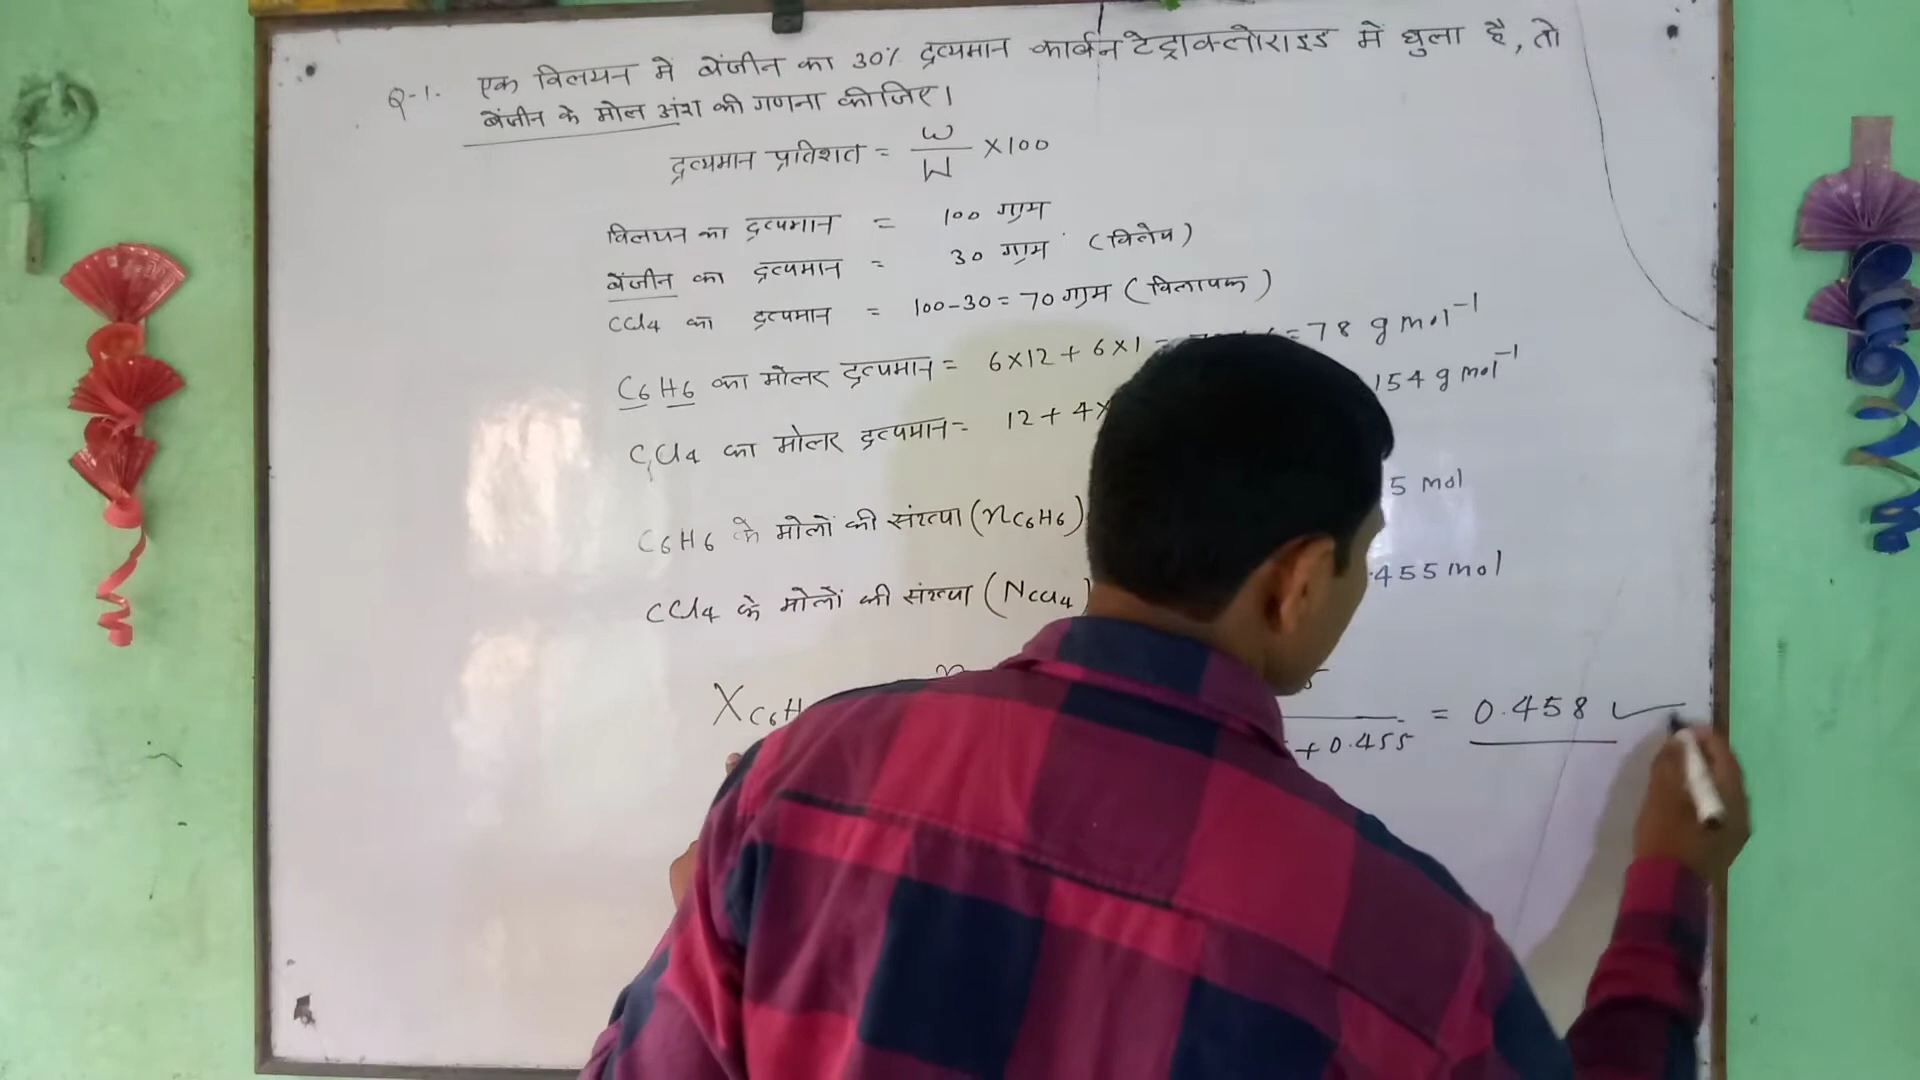 Q-1. एक विलयन में बेंजीन का 30% द्रव्यमान कार्बन टेट्राक्लोराइड में घुला है, तो
बेंजीन के मोल अंश की गणना कीजिए।
द्रव्यमान प्रतिशत = w/W ×100
विलयन का द्रव्यमान = 100 ग्राम
बेंजीन का द्रव्यमान = 30 ग्राम (विलेय)
CCl4 का द्रव्यमान = 100-30=70 ग्राम (विलायक)
C6H6 का मोलर द्रव्यमान = 6×12 + 6×1 = =78 g mol⁻¹
CCl4 का मोलर द्रव्यमान = 12 + 4× 154 g mol⁻¹
C6H6 के मोलों की संख्या (nC6H6) 5 mol
CCl4 के मोलों की संख्या (NCCl4) .455 mol
XC6H + 0.455 = 0.458